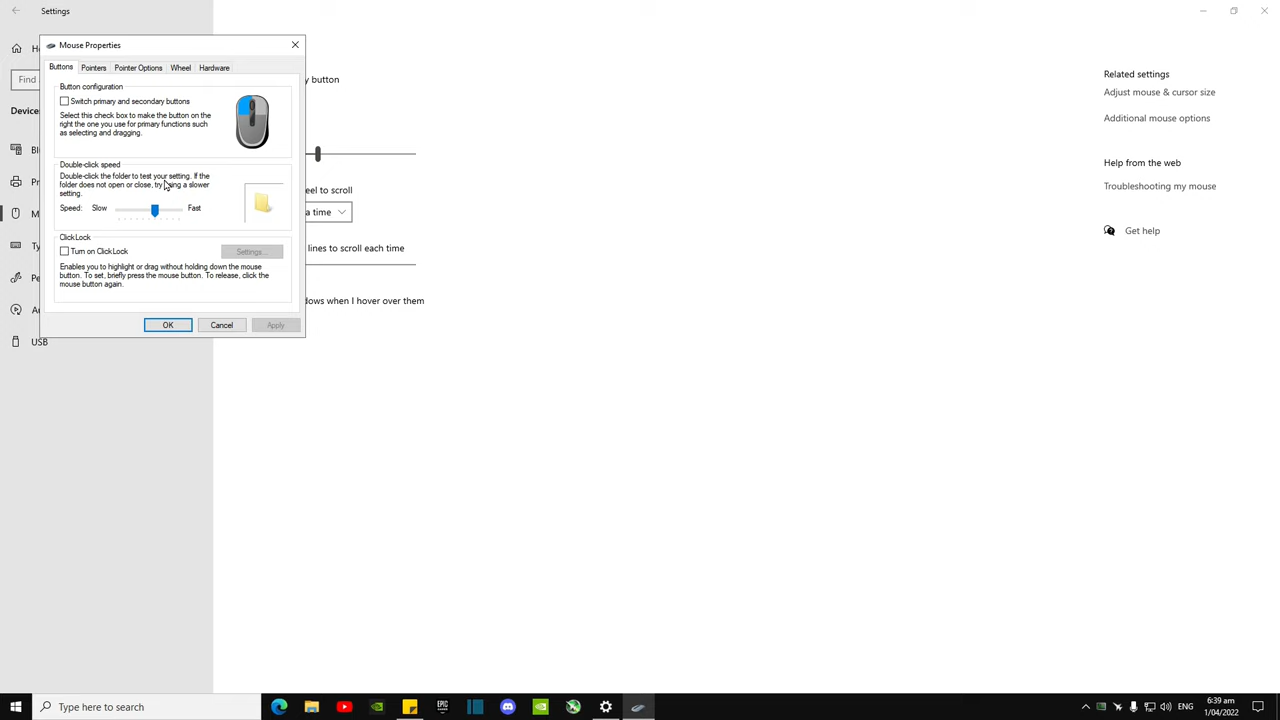 Settings
Mouse Properties
Buttons
Pointers
Pointer Options
Wheel
Hardware
Button configuration
Switch primary and secondary buttons
Select this check box to make the button on the
right the one you use for primary functions such
as selecting and dragging.
Double-click speed
Double-click the folder to test your setting. If the
folder does not open or close, try using a slower
setting.
Speed: Slow
Fast
ClickLock
Turn on ClickLock
Settings...
Enables you to highlight or drag without holding down the mouse
button. To set, briefly press the mouse button. To release, click the
mouse button again.
OK
Cancel
Apply
Find
Devices
USB
button
eel to scroll
a time
lines to scroll each time
dows when I hover over them
Related settings
Adjust mouse & cursor size
Additional mouse options
Help from the web
Troubleshooting my mouse
Get help
Type here to search
EPIC
GAMES
ENG
6:39 am
1/04/2022